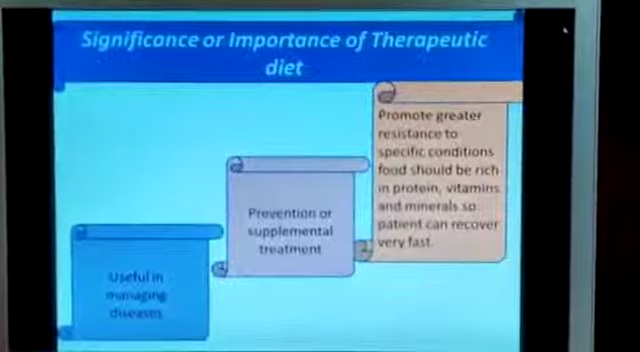 Significance or Importance of Therapeutic
diet
Promote greater
resistance to
specific conditions
food should be rich
in protein, vitamins
and minerals so
patient can recover
very fast
Prevention or
supplemental
treatment
Useful in
managing
diseases